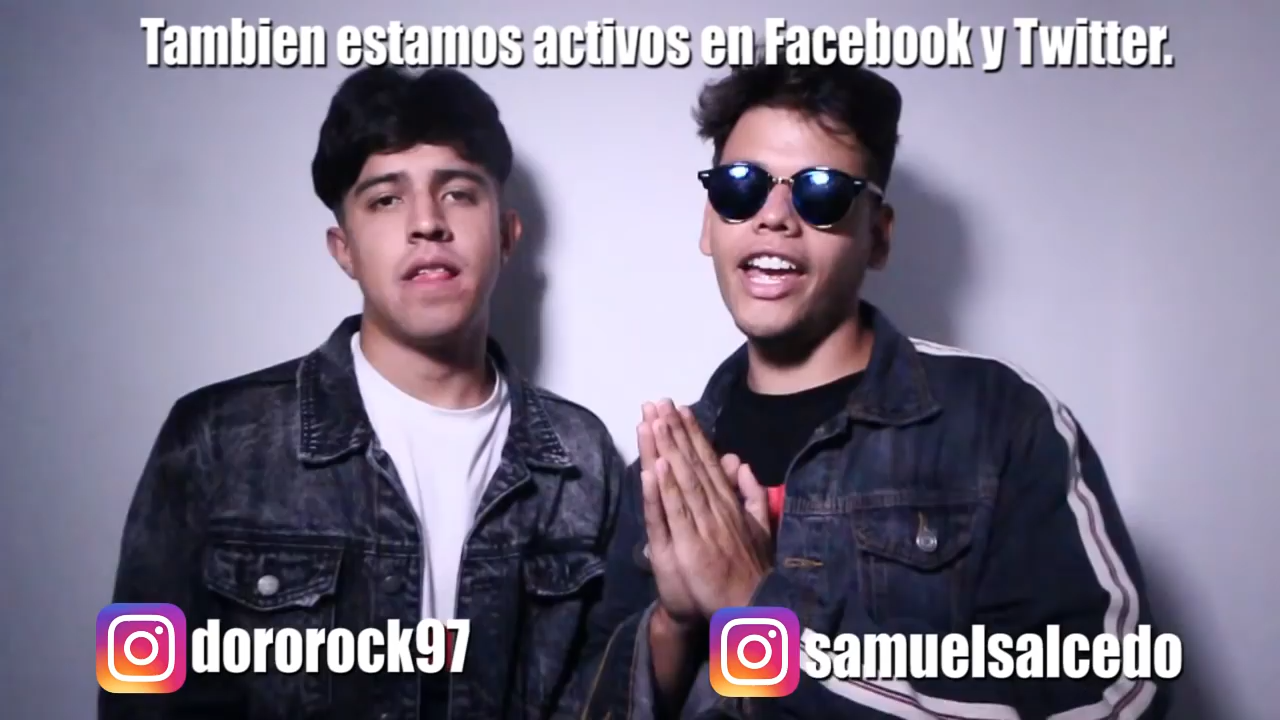 Tambien estamos activos en Facebook y Twitter.
dororock97
samuelsalcedo